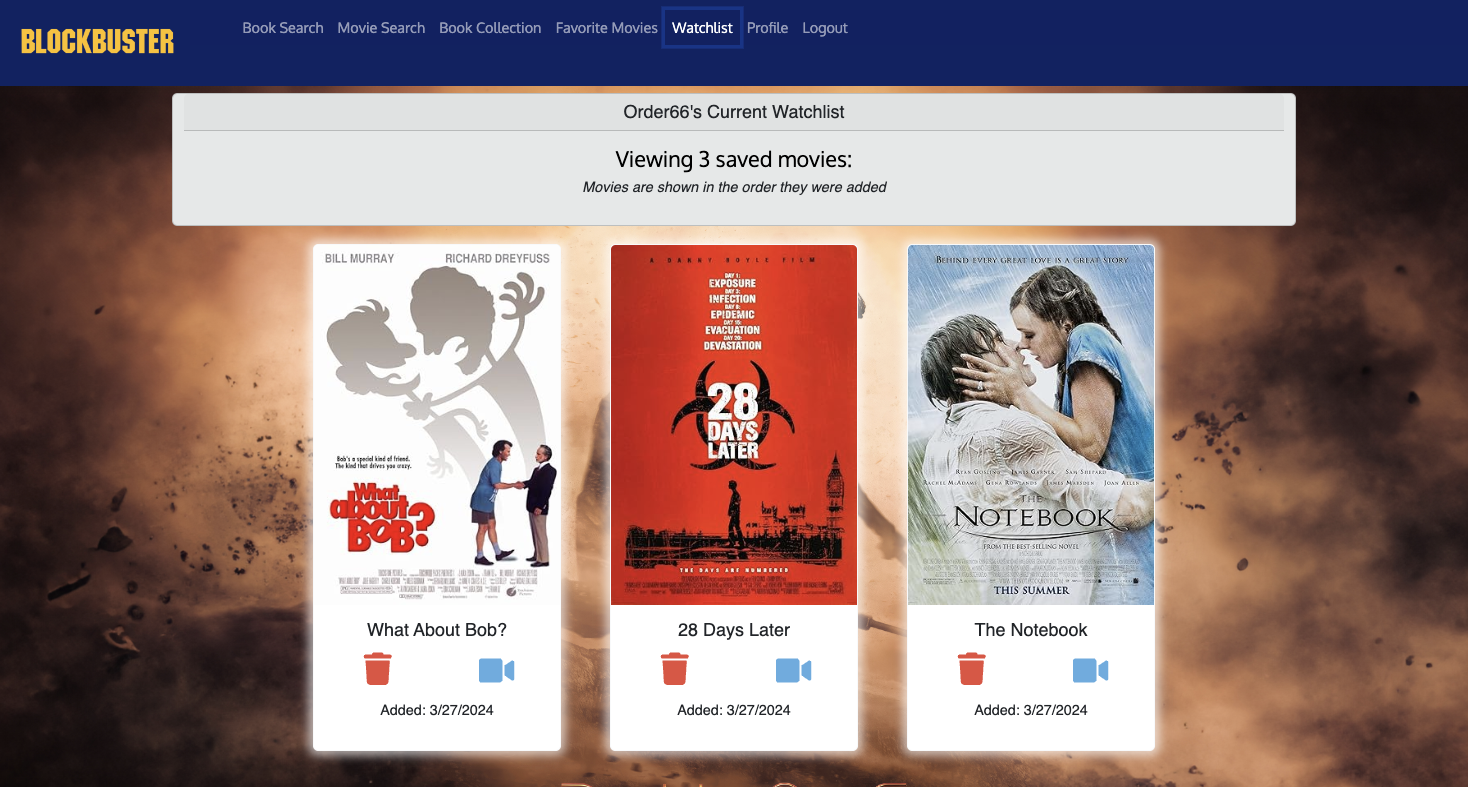 BLOCKBUSTER
Book Search Movie Search Book Collection Favorite Movies Watchlist Profile Logout
Order66's Current Watchlist
Viewing 3 saved movies:
Movies are shown in the order they were added
BILL MURRAY RICHARD DREYFUSS
Bob's a special kind of friend.
The kind that drives you crazy.
What
about
BOB?
What About Bob?
Added: 3/27/2024
A DANNY BOYLE FILM
DAY 1:
EXPOSURE
DAY 3:
INFECTION
DAY 8:
EPIDEMIC
DAY 15:
EVACUATION
DAY 20:
DEVASTATION
28
DAYS
LATER
THE DAYS ARE NUMBERED
28 Days Later
Added: 3/27/2024
BEHIND EVERY GREAT LOVE IS A GREAT STORY
RYAN GOSLING JAMES GARNER SAM SHEPARD
RACHEL MCADAMS GENA ROWLANDS JAMES MARSDEN JOAN ALLEN
THE
NOTEBOOK
FROM THE BEST-SELLING NOVEL
THIS SUMMER
The Notebook
Added: 3/27/2024